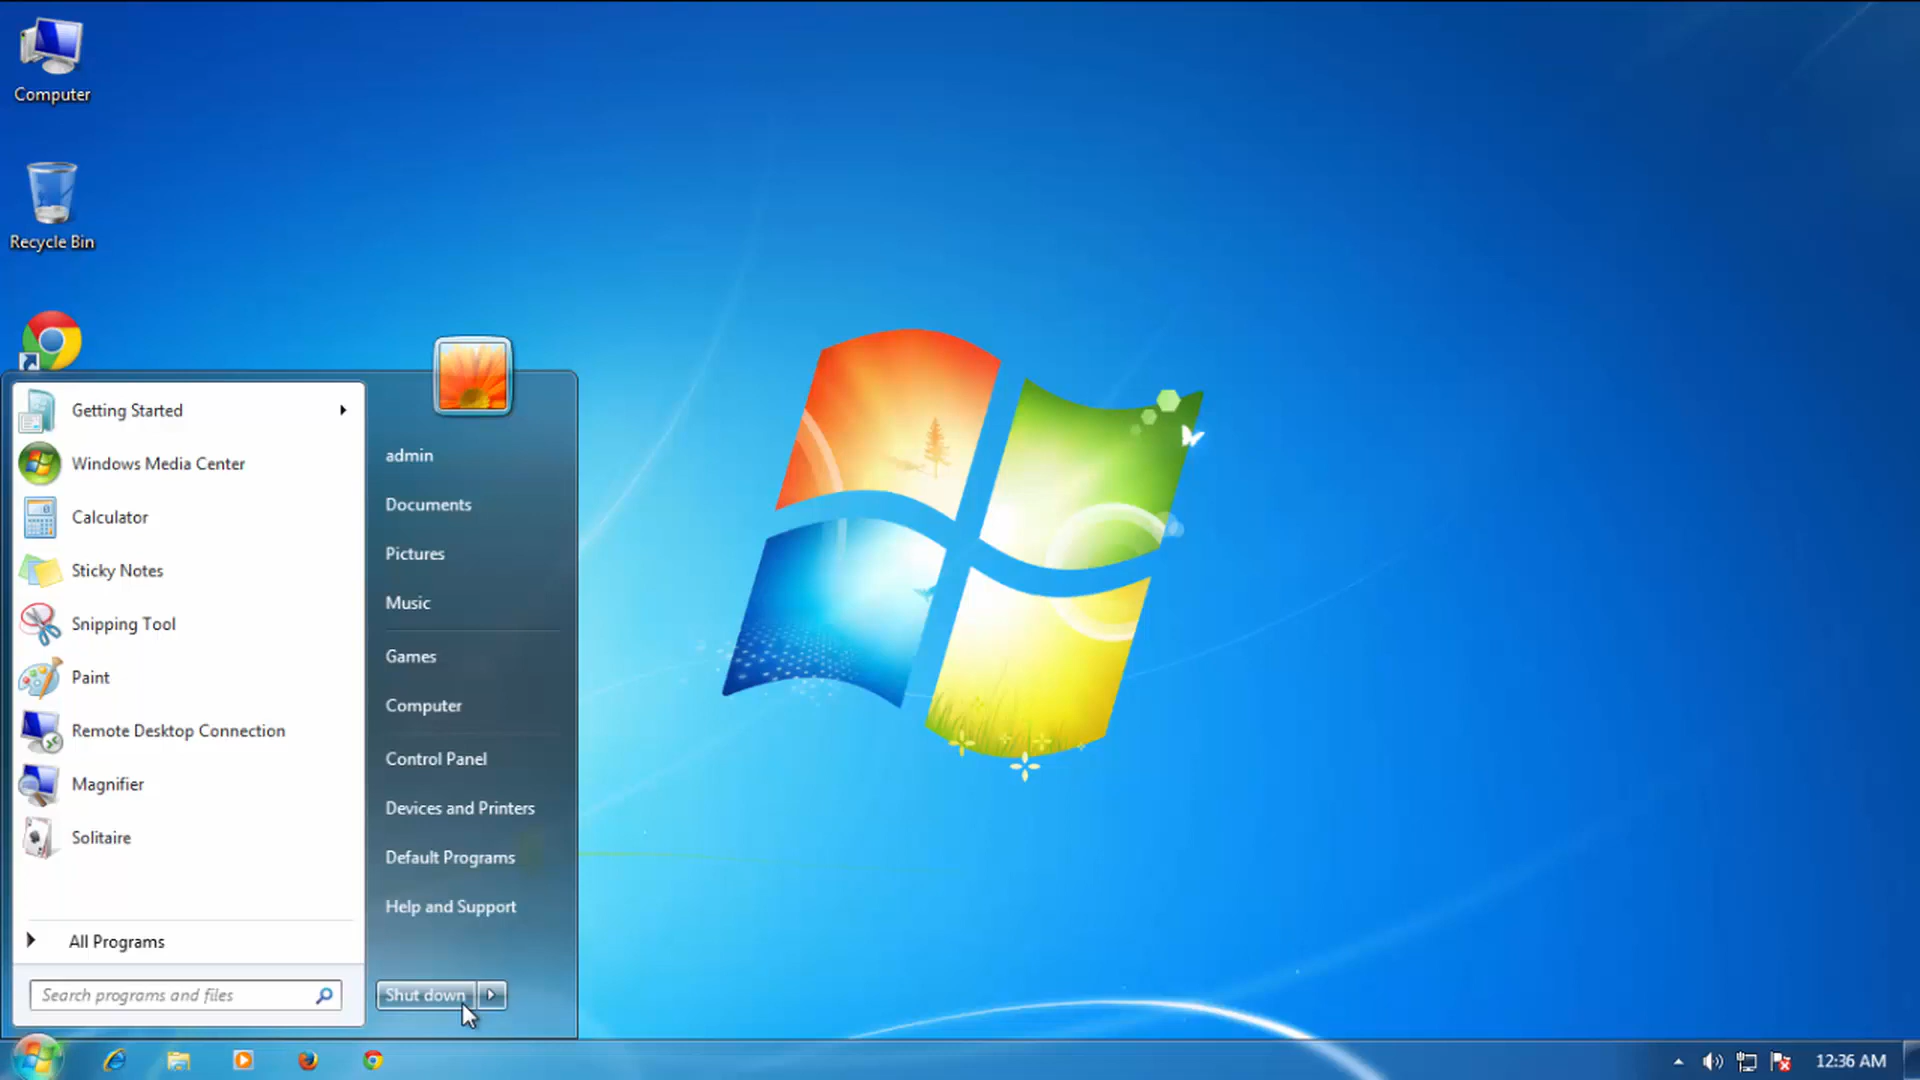 Computer
Recycle Bin
Getting Started
Windows Media Center
Calculator
Sticky Notes
Snipping Tool
Paint
Remote Desktop Connection
Magnifier
Solitaire
All Programs
Search programs and files
admin
Documents
Pictures
Music
Games
Computer
Control Panel
Devices and Printers
Default Programs
Help and Support
Shut down
12:36 AM